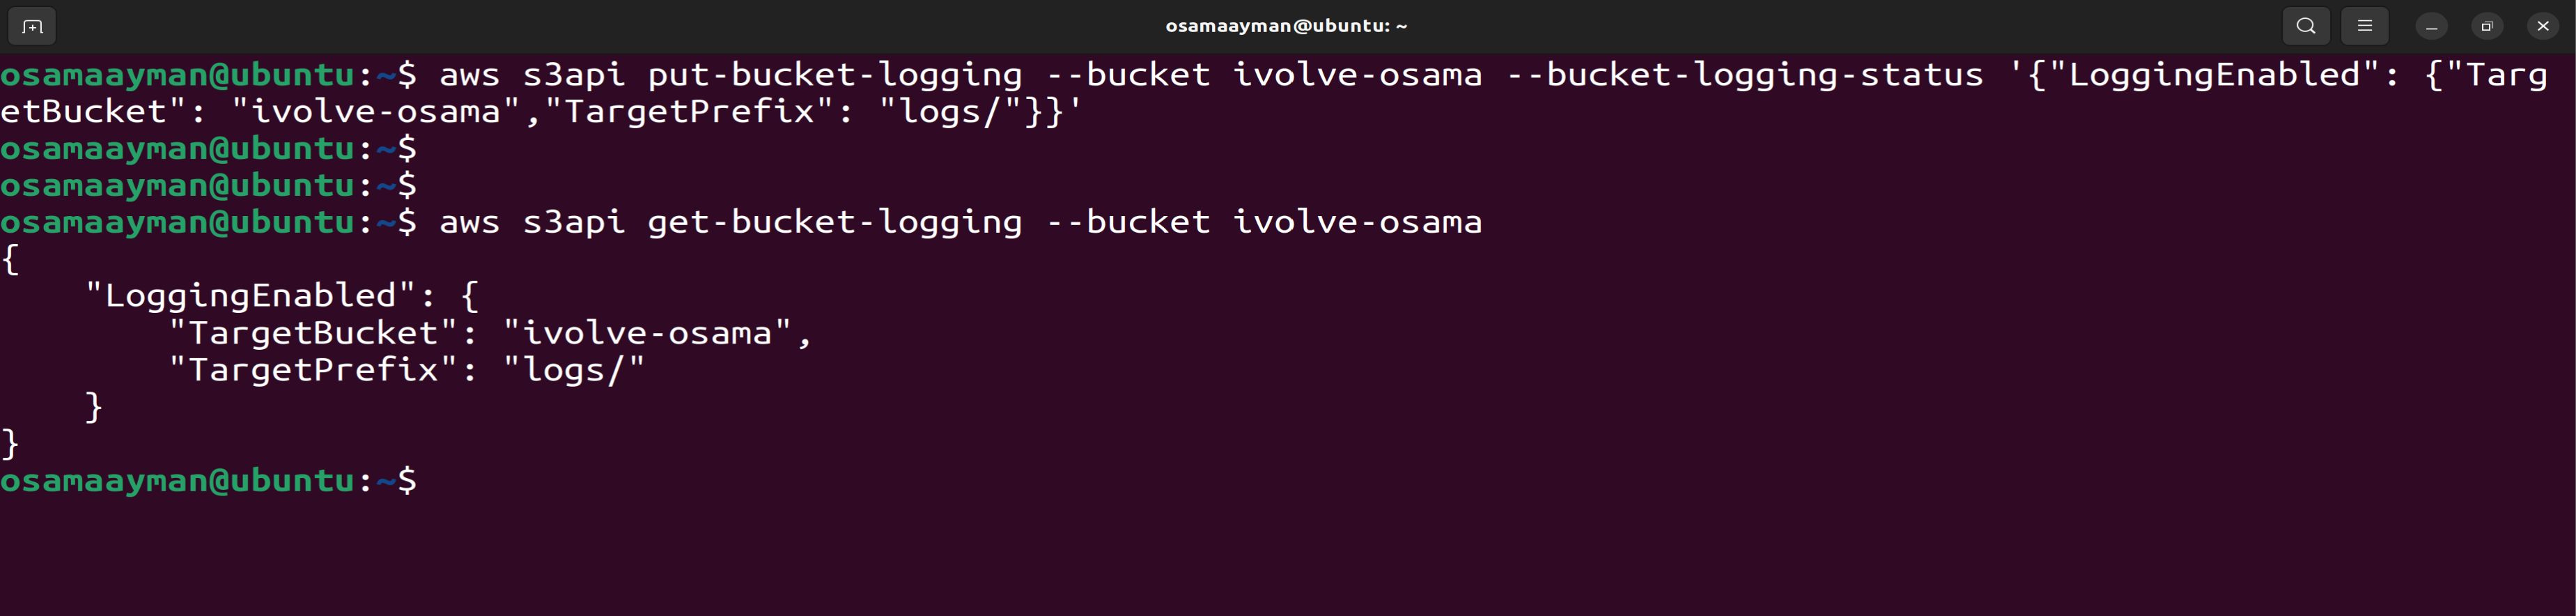 osamaayman@ubuntu: ~
osamaayman@ubuntu:~$ aws s3api put-bucket-logging --bucket ivolve-osama --bucket-logging-status '{"LoggingEnabled": {"Targ
etBucket": "ivolve-osama","TargetPrefix": "logs/"}}'
osamaayman@ubuntu:~$
osamaayman@ubuntu:~$
osamaayman@ubuntu:~$ aws s3api get-bucket-logging --bucket ivolve-osama
{
    "LoggingEnabled": {
        "TargetBucket": "ivolve-osama",
        "TargetPrefix": "logs/"
    }
}
osamaayman@ubuntu:~$